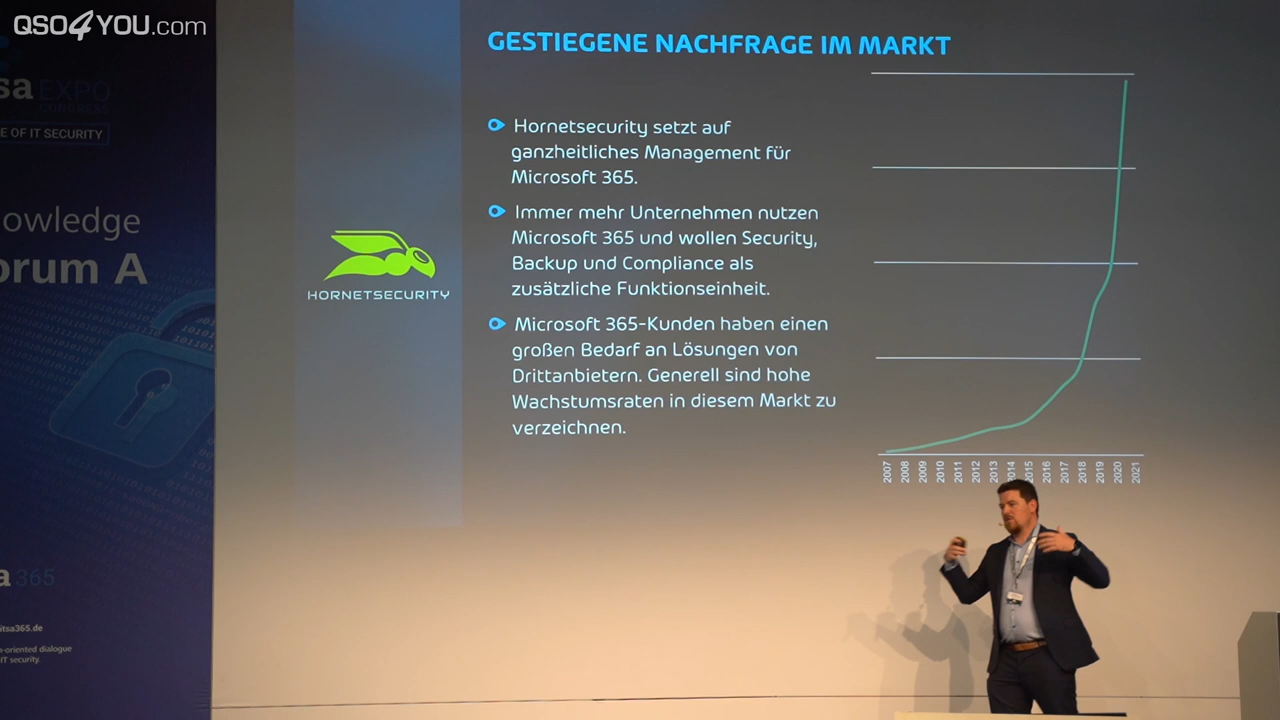 QSO4YOU.com
sa EXPO
CONGRESS
E OF IT SECURITY
owledge
orum A
a 365
itsa365.de
-oriented dialogue
IT security.
HORNETSECURITY
GESTIEGENE NACHFRAGE IM MARKT
Hornetsecurity setzt auf
ganzheitliches Management für
Microsoft 365.
Immer mehr Unternehmen nutzen
Microsoft 365 und wollen Security,
Backup und Compliance als
zusätzliche Funktionseinheit.
Microsoft 365-Kunden haben einen
großen Bedarf an Lösungen von
Drittanbietern. Generell sind hohe
Wachstumsraten in diesem Markt zu
verzeichnen.
2007 2008 2009 2010 2011 2012 2013 2014 2015 2016 2017 2018 2019 2020 2021